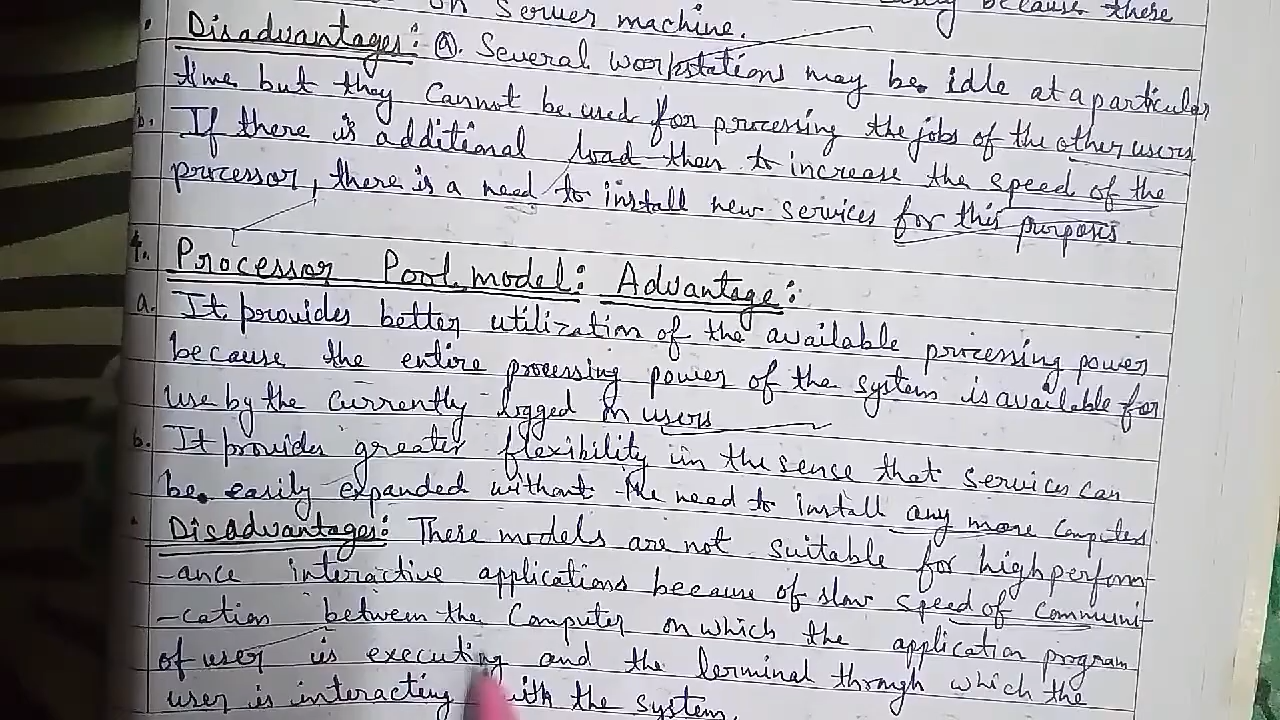 on Server machine. because these
• Disadvantages: a. Several workstations may be idle at a particular
time but they Cannot be used for processing the jobs of the other users
b. If there is additional load then to increase the speed of the
processor, there is a need to install new services for this purposes.
4. Processor Pool model: Advantage:
a. It provides better utilization of the available processing power
because the entire processing power of the system is available for
use by the currently logged in users
b. It provides greater flexibility in the sense that services can
be easily expanded without the need to install any more Computer.
• Disadvantages: These models are not suitable for high perform-
-ance interactive applications because of slow speed of communi-
-cation between the Computer on which the application program
of user is executing and the terminal through which the
user is interacting with the system.